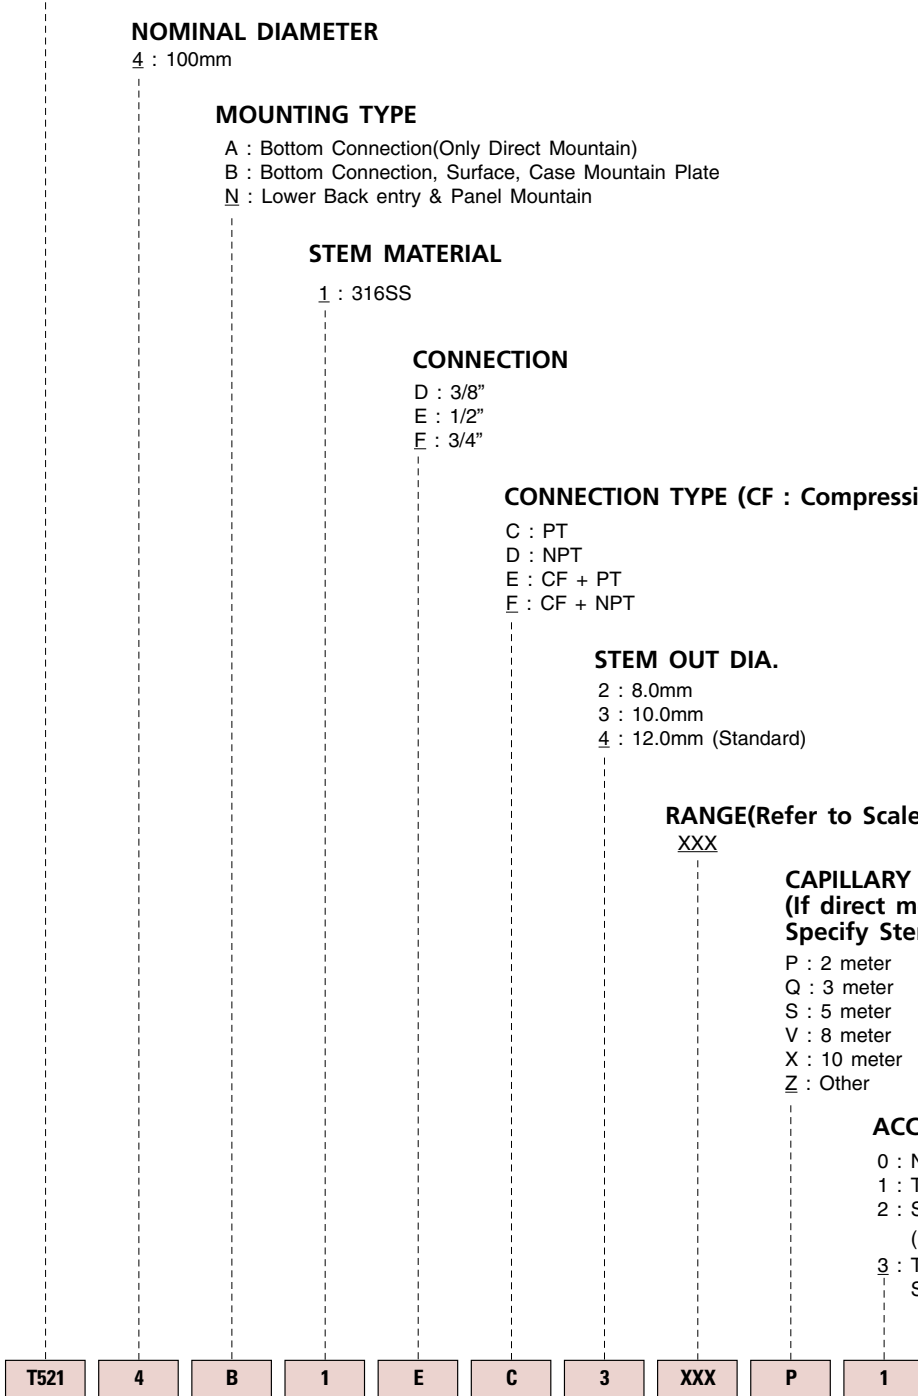 NOMINAL DIAMETER
4 : 100mm
MOUNTING TYPE
A : Bottom Connection(Only Direct Mountain)
B : Bottom Connection, Surface, Case Mountain Plate
N : Lower Back entry & Panel Mountain
STEM MATERIAL
1 : 316SS
CONNECTION
D : 3/8”
E : 1/2”
F : 3/4”
CONNECTION TYPE (CF : Compressi
C : PT
D : NPT
E : CF + PT
F : CF + NPT
STEM OUT DIA.
2 : 8.0mm
3 : 10.0mm
4 : 12.0mm (Standard)
RANGE(Refer to Scale
XXX
CAPILLARY
(If direct m
Specify Ste
P : 2 meter
Q : 3 meter
S : 5 meter
V : 8 meter
X : 10 meter
Z : Other
ACC
0 : N
1 : T
2 : S
(
3 : T
S
T521 4 B 1 E C 3 XXX P 1